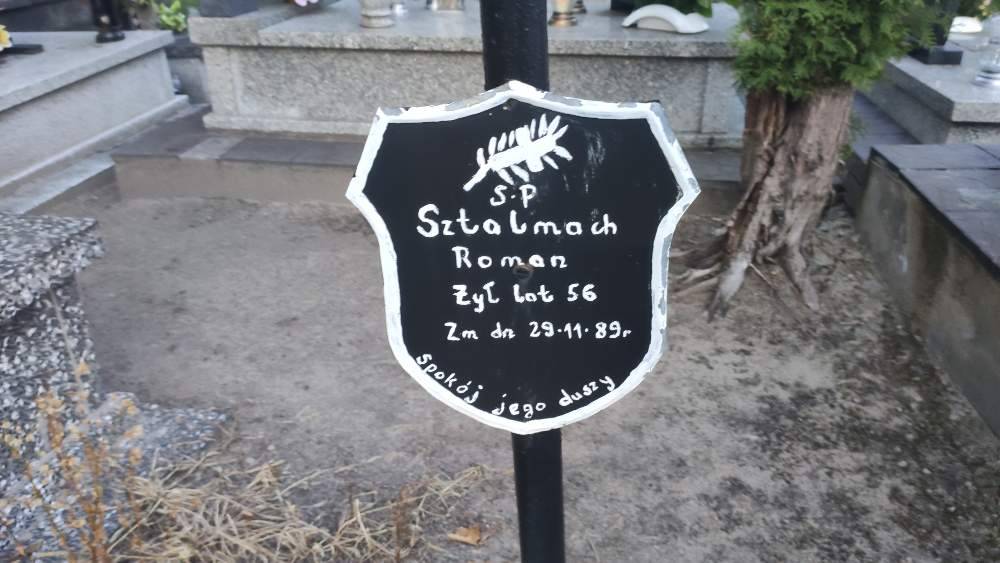 S.P
Sztalmach
Roman
Żył lat 56
Zm dn 29.11.89r
spokój jego duszy